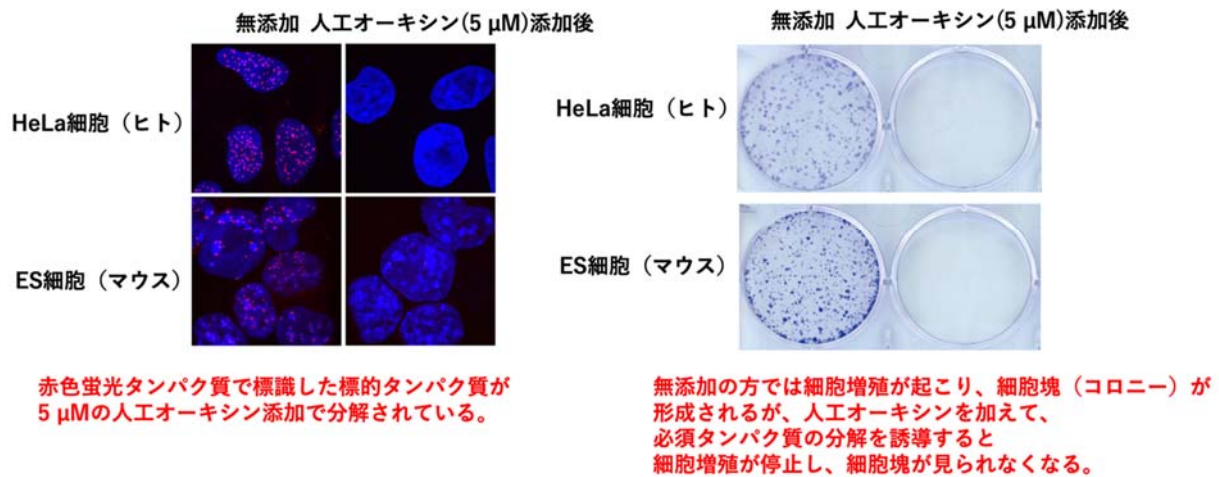 無添加 人工オーキシン(5 μM)添加後
HeLa細胞（ヒト）
ES細胞（マウス）
赤色蛍光タンパク質で標識した標的タンパク質が
5 μMの人工オーキシン添加で分解されている。
無添加 人工オーキシン(5 μM)添加後
HeLa細胞（ヒト）
ES細胞（マウス）
無添加の方では細胞増殖が起こり、細胞塊（コロニー）が
形成されるが、人工オーキシンを加えて、
必須タンパク質の分解を誘導すると
細胞増殖が停止し、細胞塊が見られなくなる。